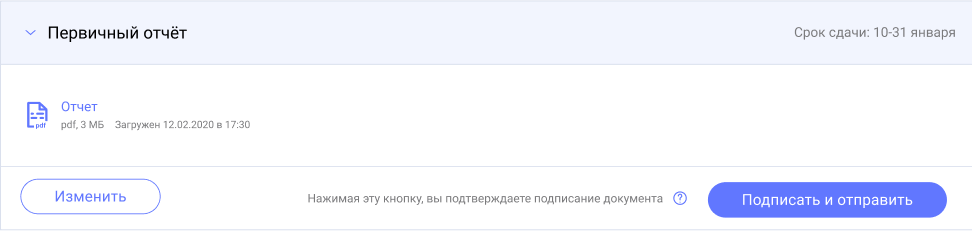 Первичный отчёт
Срок сдачи: 10-31 января
Отчет
pdf
pdf, 3 МБ Загружен 12.02.2020 в 17:30
Изменить
Нажимая эту кнопку, вы подтверждаете подписание документа ?
Подписать и отправить